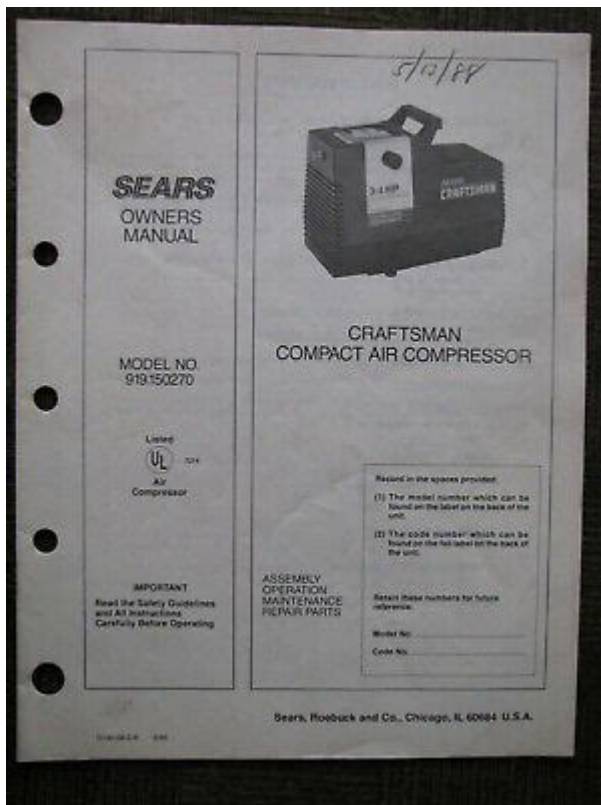 5/12/88
SEARS
OWNERS
MANUAL
MODEL NO.
919.150270
Listed
UL
Air
Compressor
IMPORTANT
Read the Safety Guidelines
and All Instructions
Carefully Before Operating
3/4 HP
CRAFTSMAN
CRAFTSMAN
COMPACT AIR COMPRESSOR
Record in the spaces provided:
(1) The model number which can be
found on the label on the back of the
unit.
(2) The code number which can be
found on the foil label on the back of
the unit.
Retain these numbers for future
reference.
Model No.
Code No.
ASSEMBLY
OPERATION
MAINTENANCE
REPAIR PARTS
Sears, Roebuck and Co., Chicago, IL 60684 U.S.A.